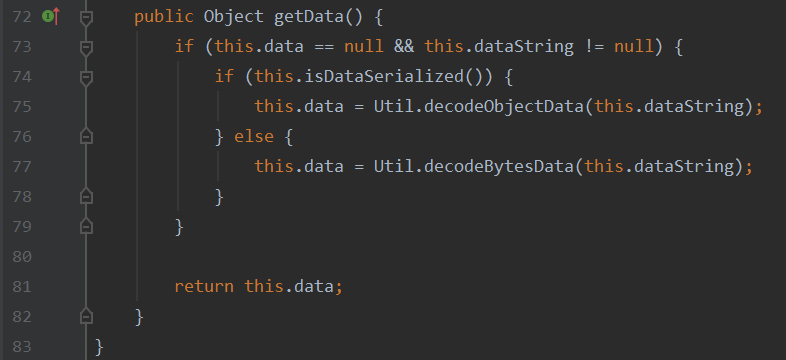 72 public Object getData() {
73 if (this.data == null && this.dataString != null) {
74 if (this.isDataSerialized()) {
75 this.data = Util.decodeObjectData(this.dataString);
76 } else {
77 this.data = Util.decodeBytesData(this.dataString);
78 }
79 }
80
81 return this.data;
82 }
83 }